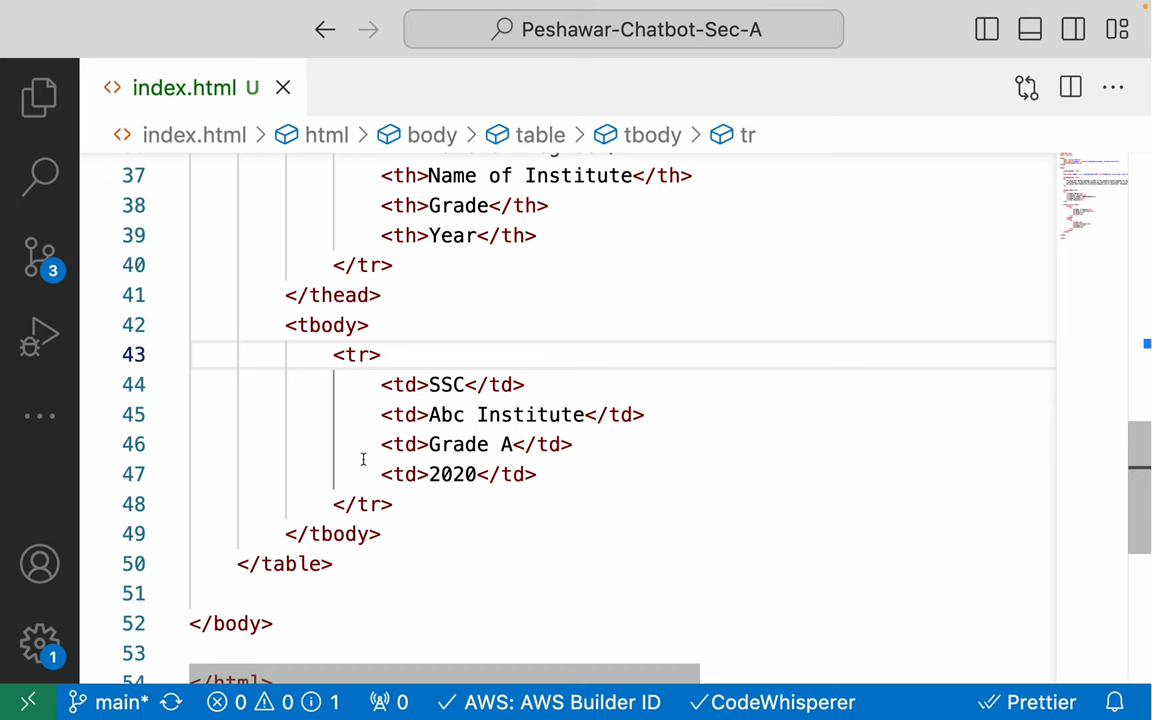 Peshawar-Chatbot-Sec-A
index.html U
index.html > html > body > table > tbody > tr
37 <th>Name of Institute</th>
38 <th>Grade</th>
39 <th>Year</th>
40 </tr>
41 </thead>
42 <tbody>
43 <tr>
44 <td>SSC</td>
45 <td>Abc Institute</td>
46 <td>Grade A</td>
47 <td>2020</td>
48 </tr>
49 </tbody>
50 </table>
51
52 </body>
53
54 </html>
3
1
main* 0 0 1 0 AWS: AWS Builder ID CodeWhisperer Prettier